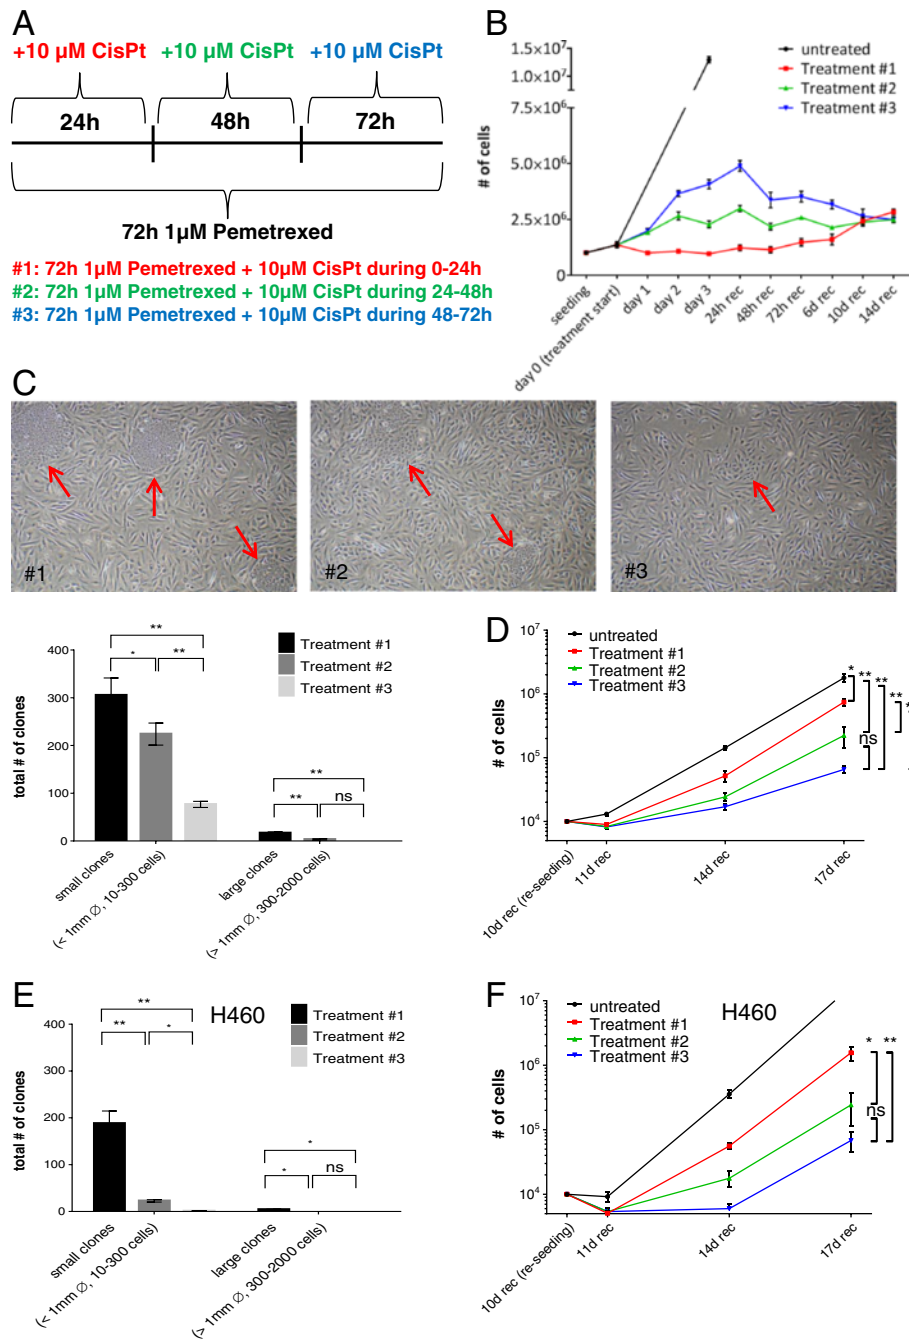 A
+10 µM CisPt +10 µM CisPt +10 µM CisPt
24h 48h 72h
72h 1µM Pemetrexed
#1: 72h 1µM Pemetrexed + 10µM CisPt during 0-24h
#2: 72h 1µM Pemetrexed + 10µM CisPt during 24-48h
#3: 72h 1µM Pemetrexed + 10µM CisPt during 48-72h
B
# of cells
1.5×10⁷
1.0×10⁷
7.5×10⁶
5.0×10⁶
2.5×10⁶
0
untreated
Treatment #1
Treatment #2
Treatment #3
seeding
day 0 (treatment start)
day 1
day 2
day 3
24h rec
48h rec
72h rec
6d rec
10d rec
14d rec
C
#1
#2
#3
total # of clones
400
300
200
100
0
** 
* **
**
** ns
Treatment #1
Treatment #2
Treatment #3
small clones
(< 1mm Ø, 10-300 cells)
large clones
(> 1mm Ø, 300-2000 cells)
D
# of cells
10⁷
10⁶
10⁵
10⁴
untreated
Treatment #1
Treatment #2
Treatment #3
* ** ** ** *
ns
10d rec (re-seeding)
11d rec
14d rec
17d rec
E
H460
total # of clones
400
300
200
100
0
**
** *
*
* ns
Treatment #1
Treatment #2
Treatment #3
small clones
(< 1mm Ø, 10-300 cells)
large clones
(> 1mm Ø, 300-2000 cells)
F
H460
# of cells
10⁷
10⁶
10⁵
10⁴
untreated
Treatment #1
Treatment #2
Treatment #3
* **
ns
10d rec (re-seeding)
11d rec
14d rec
17d rec